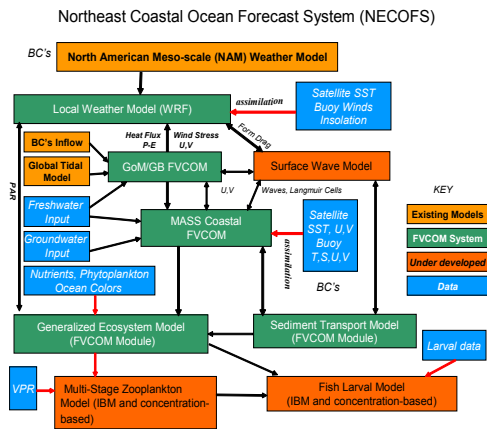 Northeast Coastal Ocean Forecast System (NECOFS)
BC's
North American Meso-scale (NAM) Weather Model
Local Weather Model (WRF)
assimilation
Satellite SST
Buoy Winds
Insolation
BC's Inflow
Heat Flux
P-E
Wind Stress
U,V
Form Drag
Global Tidal
Model
GoM/GB FVCOM
Surface Wave Model
PAR
KEY
Freshwater
Input
U,V
Waves, Langmuir Cells
Existing Models
MASS Coastal
FVCOM
Satellite
SST, U,V
Buoy
T,S,U,V
FVCOM System
Groundwater
Input
assimilation
Under developed
Data
Nutrients, Phytoplankton
Ocean Colors
BC's
Generalized Ecosystem Model
(FVCOM Module)
Sediment Transport Model
(FVCOM Module)
Larval data
VPR
Multi-Stage Zooplankton
Model (IBM and concentration-
based)
Fish Larval Model
(IBM and concentration-based)